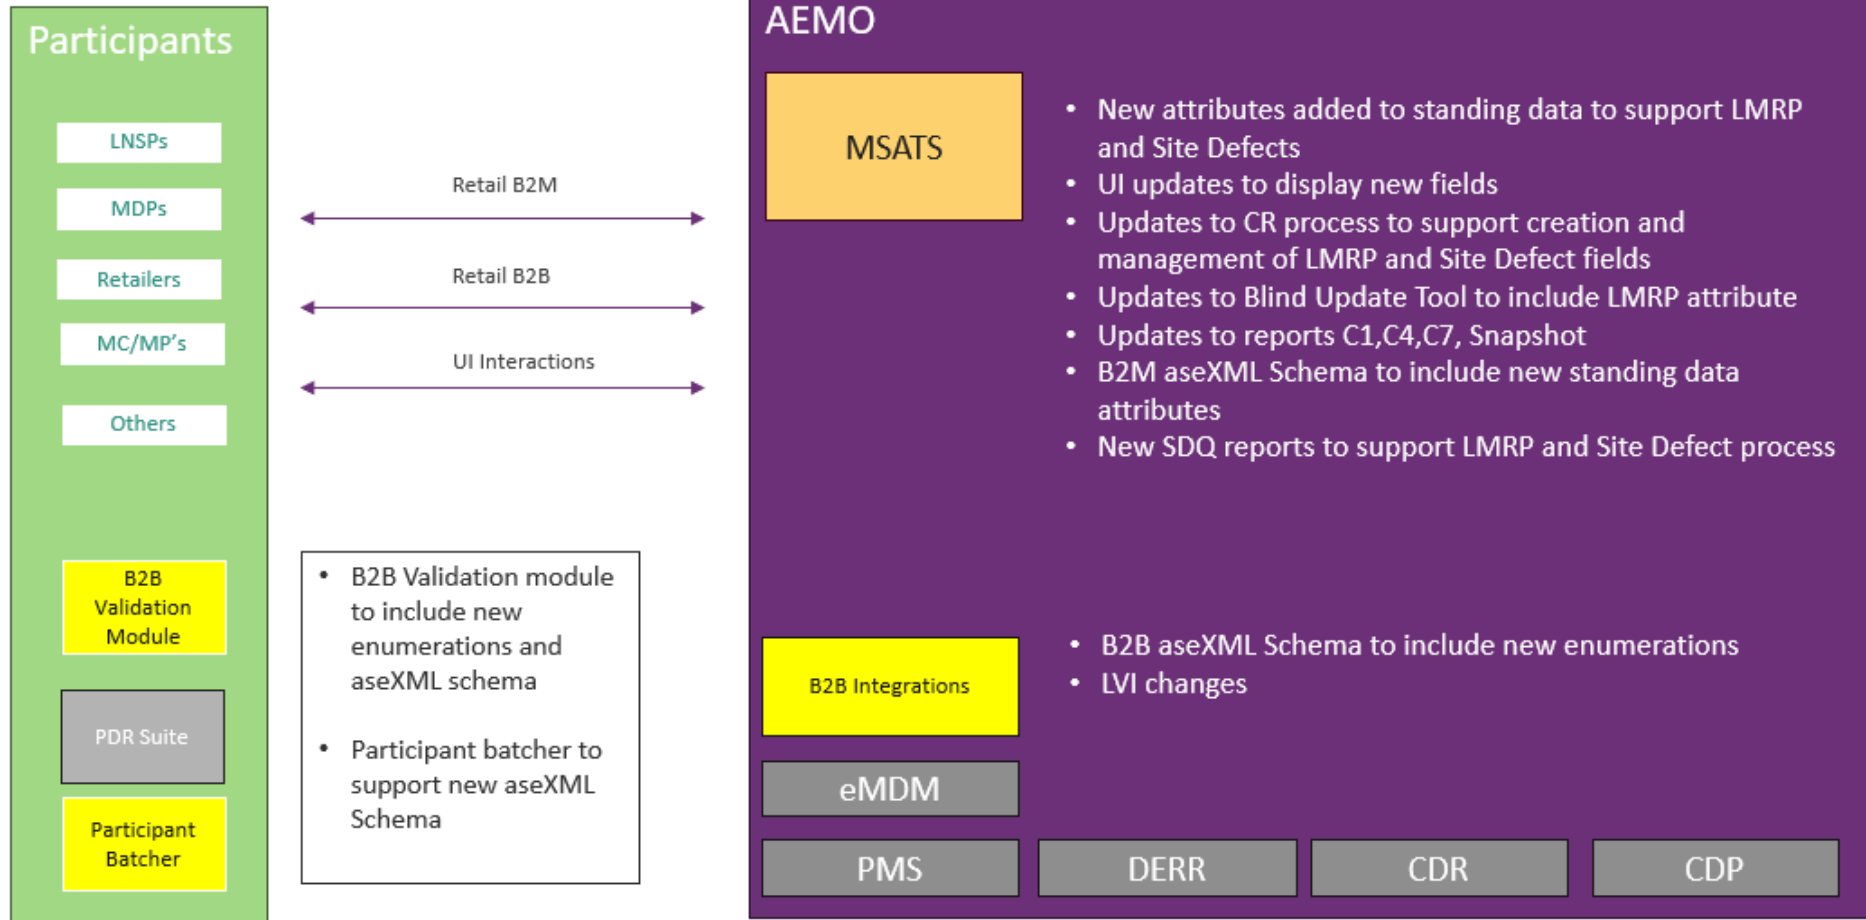 Participants
LNSPs
MDPs
Retailers
MC/MP's
Others
B2B
Validation
Module
PDR Suite
Participant
Batcher
Retail B2M
Retail B2B
UI Interactions
• B2B Validation module
to include new
enumerations and
aseXML schema
• Participant batcher to
support new aseXML
Schema
AEMO
MSATS
• New attributes added to standing data to support LMRP
and Site Defects
• UI updates to display new fields
• Updates to CR process to support creation and
management of LMRP and Site Defect fields
• Updates to Blind Update Tool to include LMRP attribute
• Updates to reports C1,C4,C7, Snapshot
• B2M aseXML Schema to include new standing data
attributes
• New SDQ reports to support LMRP and Site Defect process
B2B Integrations
• B2B aseXML Schema to include new enumerations
• LVI changes
eMDM
PMS
DERR
CDR
CDP